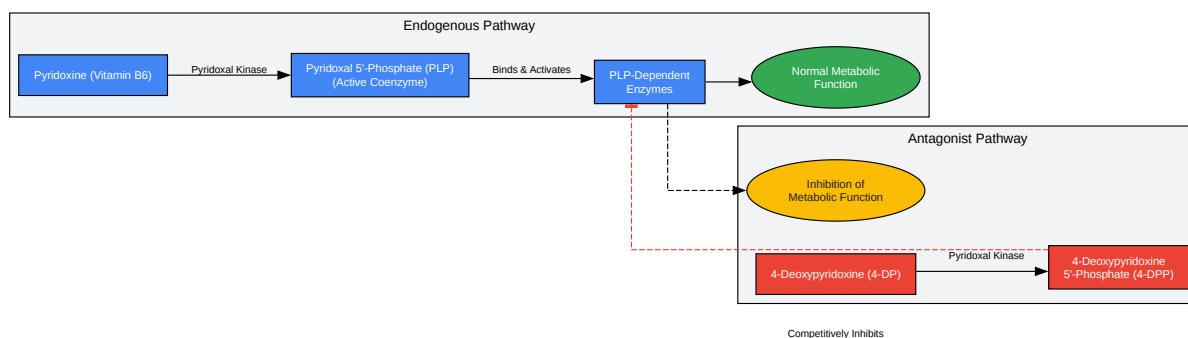 Endogenous Pathway
Pyridoxine (Vitamin B6)
Pyridoxal Kinase
Pyridoxal 5'-Phosphate (PLP)
(Active Coenzyme)
Binds & Activates
PLP-Dependent
Enzymes
Normal Metabolic
Function
Antagonist Pathway
Inhibition of
Metabolic Function
4-Deoxypyridoxine (4-DP)
Pyridoxal Kinase
4-Deoxypyridoxine
5'-Phosphate (4-DPP)
Competitively Inhibits